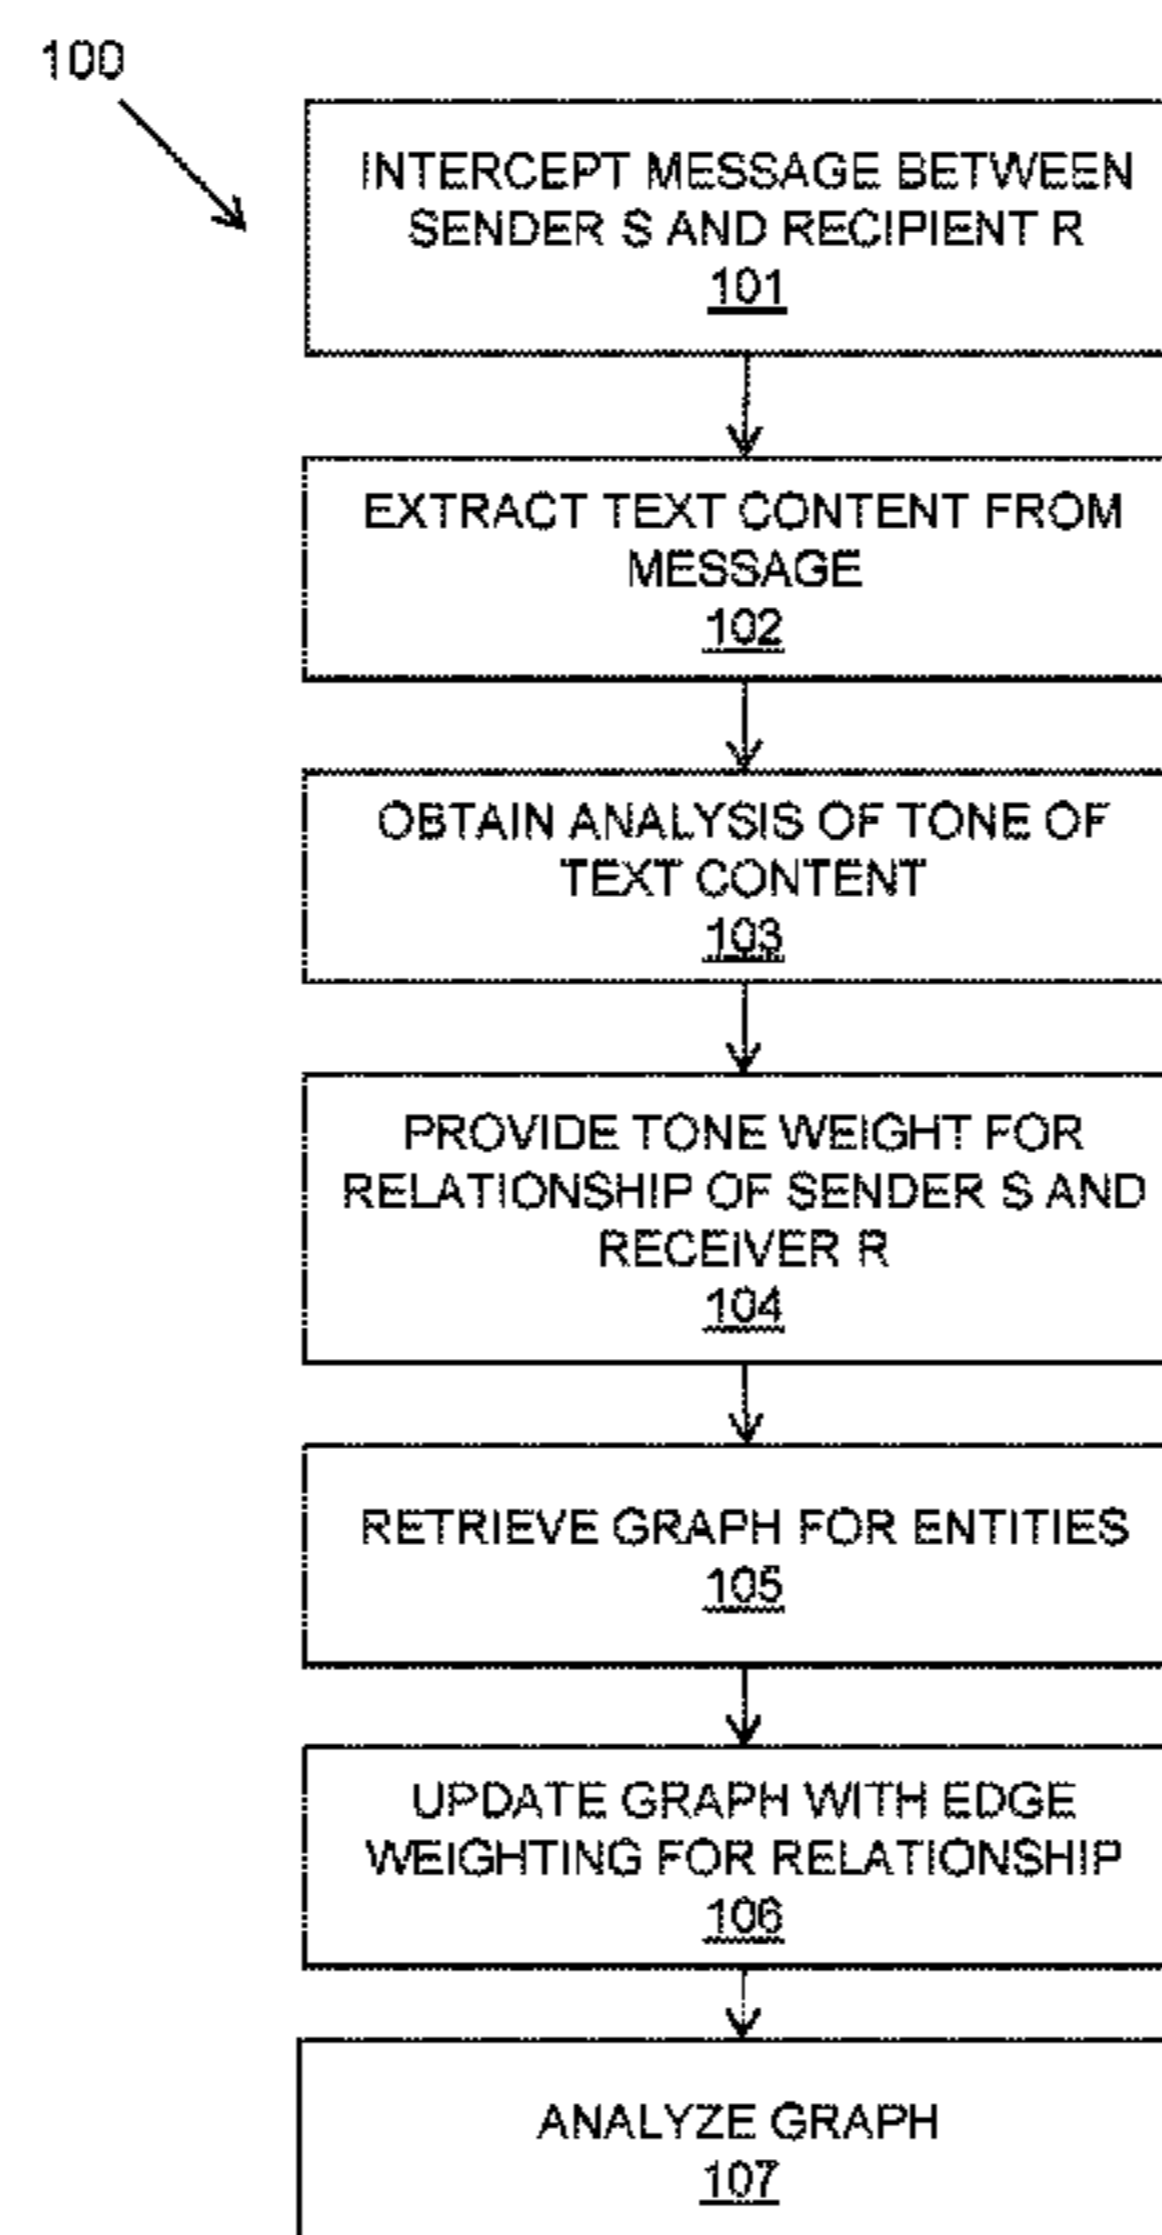 100
INTERCEPT MESSAGE BETWEEN
SENDER S AND RECIPIENT R
101
EXTRACT TEXT CONTENT FROM
MESSAGE
102
OBTAIN ANALYSIS OF TONE OF
TEXT CONTENT
103
PROVIDE TONE WEIGHT FOR
RELATIONSHIP OF SENDER S AND
RECEIVER R
104
RETRIEVE GRAPH FOR ENTITIES
105
UPDATE GRAPH WITH EDGE
WEIGHTING FOR RELATIONSHIP
106
ANALYZE GRAPH
107